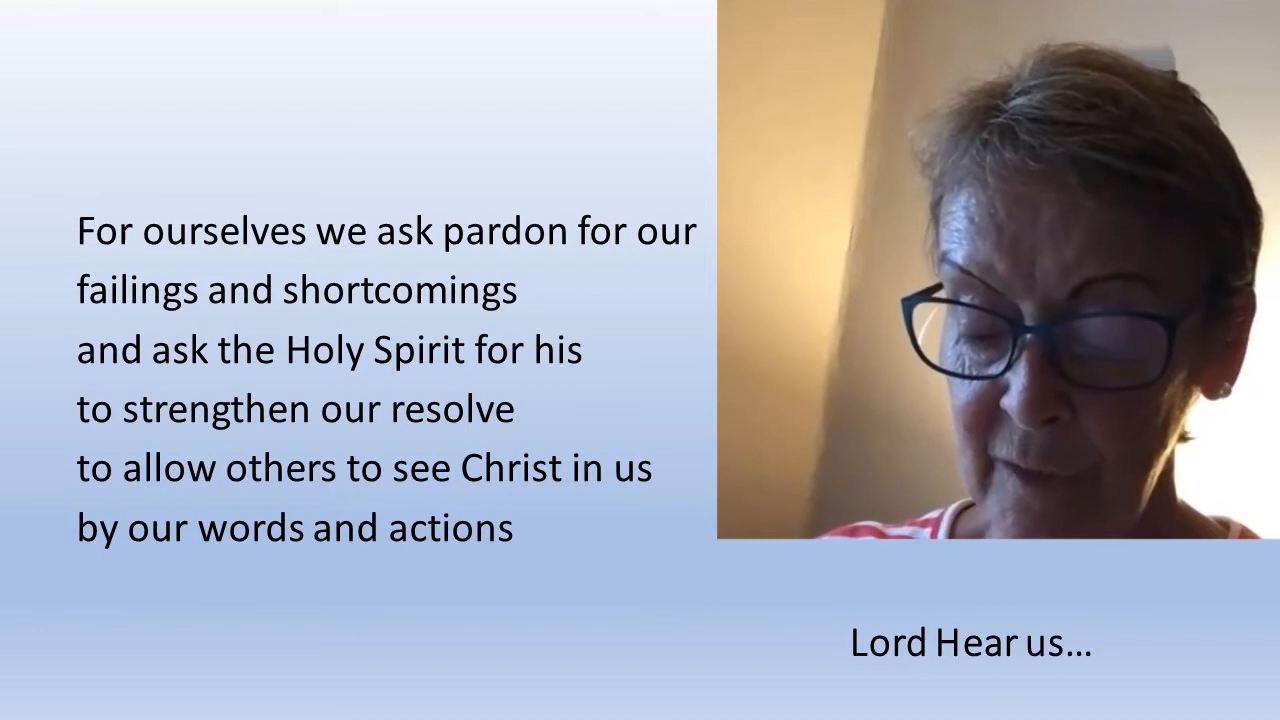 For ourselves we ask pardon for our
failings and shortcomings
and ask the Holy Spirit for his
to strengthen our resolve
to allow others to see Christ in us
by our words and actions
Lord Hear us...